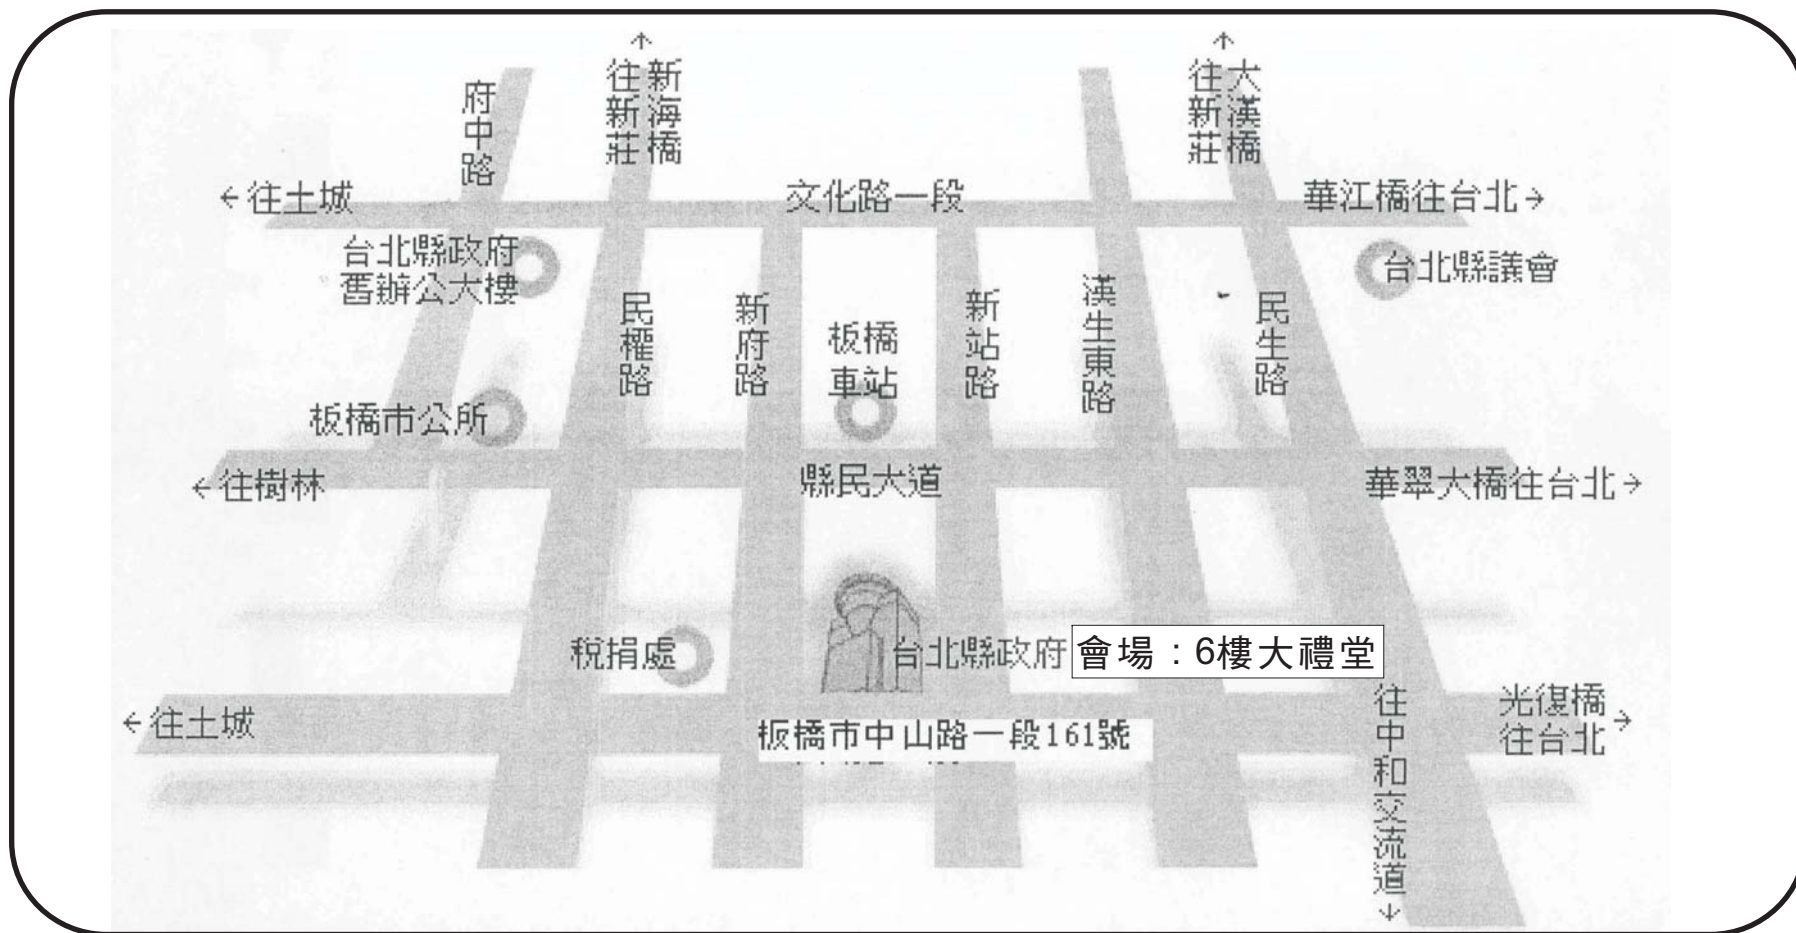 ↑
往新莊
新海橋
↑
往新莊
大漢橋
府中路
←往土城
文化路一段
華江橋往台北→
台北縣政府
舊辦公大樓
台北縣議會
民權路
新府路
板橋
車站
新站路
漢生東路
民生路
板橋市公所
←往樹林
縣民大道
華翠大橋往台北→
稅捐處
台北縣政府
會場：6樓大禮堂
←往土城
板橋市中山路一段161號
往中和交流道
↓
光復橋
往台北→